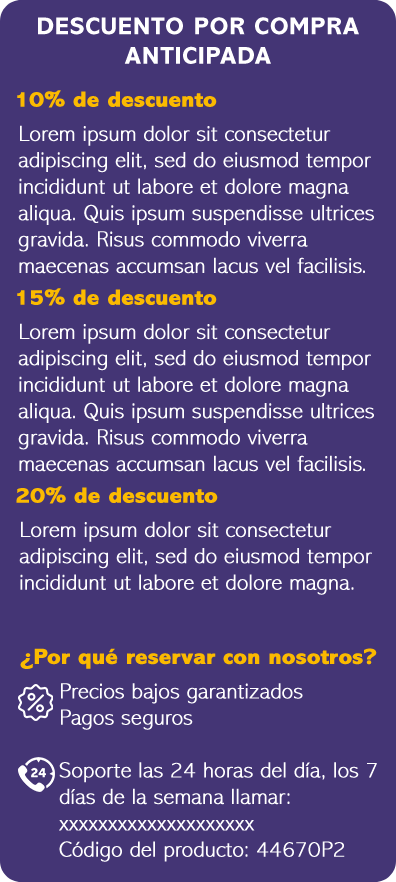 DESCUENTO POR COMPRA
ANTICIPADA
10% de descuento
Lorem ipsum dolor sit consectetur
adipiscing elit, sed do eiusmod tempor
incididunt ut labore et dolore magna
aliqua. Quis ipsum suspendisse ultrices
gravida. Risus commodo viverra
maecenas accumsan lacus vel facilisis.
15% de descuento
Lorem ipsum dolor sit consectetur
adipiscing elit, sed do eiusmod tempor
incididunt ut labore et dolore magna
aliqua. Quis ipsum suspendisse ultrices
gravida. Risus commodo viverra
maecenas accumsan lacus vel facilisis.
20% de descuento
Lorem ipsum dolor sit consectetur
adipiscing elit, sed do eiusmod tempor
incididunt ut labore et dolore magna.
¿Por qué reservar con nosotros?
%
Precios bajos garantizados
Pagos seguros
24
Soporte las 24 horas del día, los 7
días de la semana llamar:
xxxxxxxxxxxxxxxxxxxx
Código del producto: 44670P2